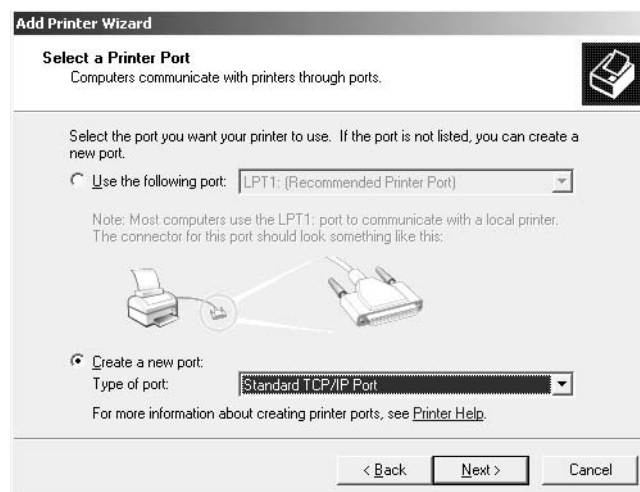 Add Printer Wizard
Select a Printer Port
Computers communicate with printers through ports.
Select the port you want your printer to use. If the port is not listed, you can create a
new port.
Use the following port: LPT1: (Recommended Printer Port)
Note: Most computers use the LPT1: port to communicate with a local printer.
The connector for this port should look something like this:
Create a new port:
Type of port: Standard TCP/IP Port
For more information about creating printer ports, see Printer Help.
< Back Next > Cancel